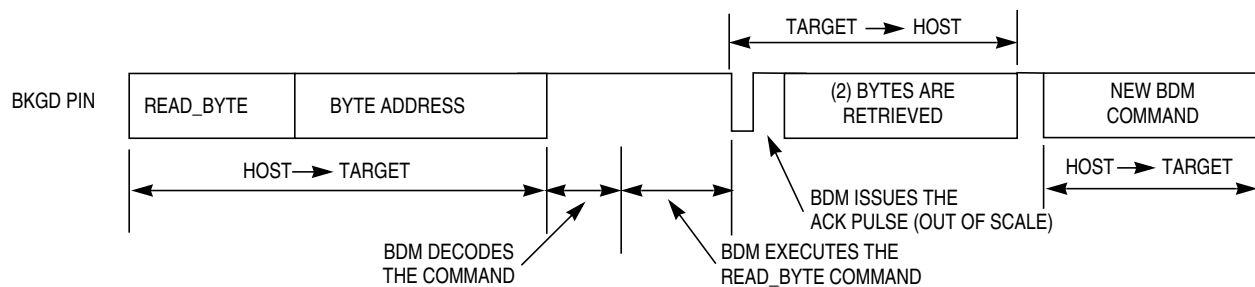 TARGET → HOST
BKGD PIN
READ_BYTE
BYTE ADDRESS
(2) BYTES ARE
RETRIEVED
NEW BDM
COMMAND
HOST → TARGET
HOST → TARGET
BDM ISSUES THE
ACK PULSE (OUT OF SCALE)
BDM DECODES
THE COMMAND
BDM EXECUTES THE
READ_BYTE COMMAND